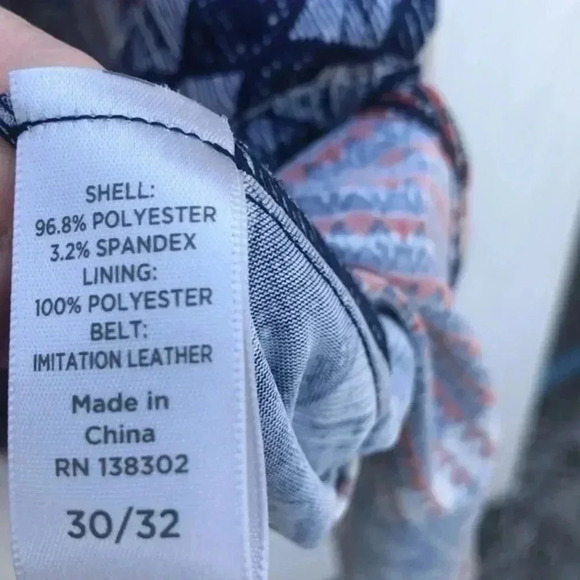 SHELL:
96.8% POLYESTER
3.2% SPANDEX
LINING:
100% POLYESTER
BELT:
IMITATION LEATHER
Made in
China
RN 138302
30/32